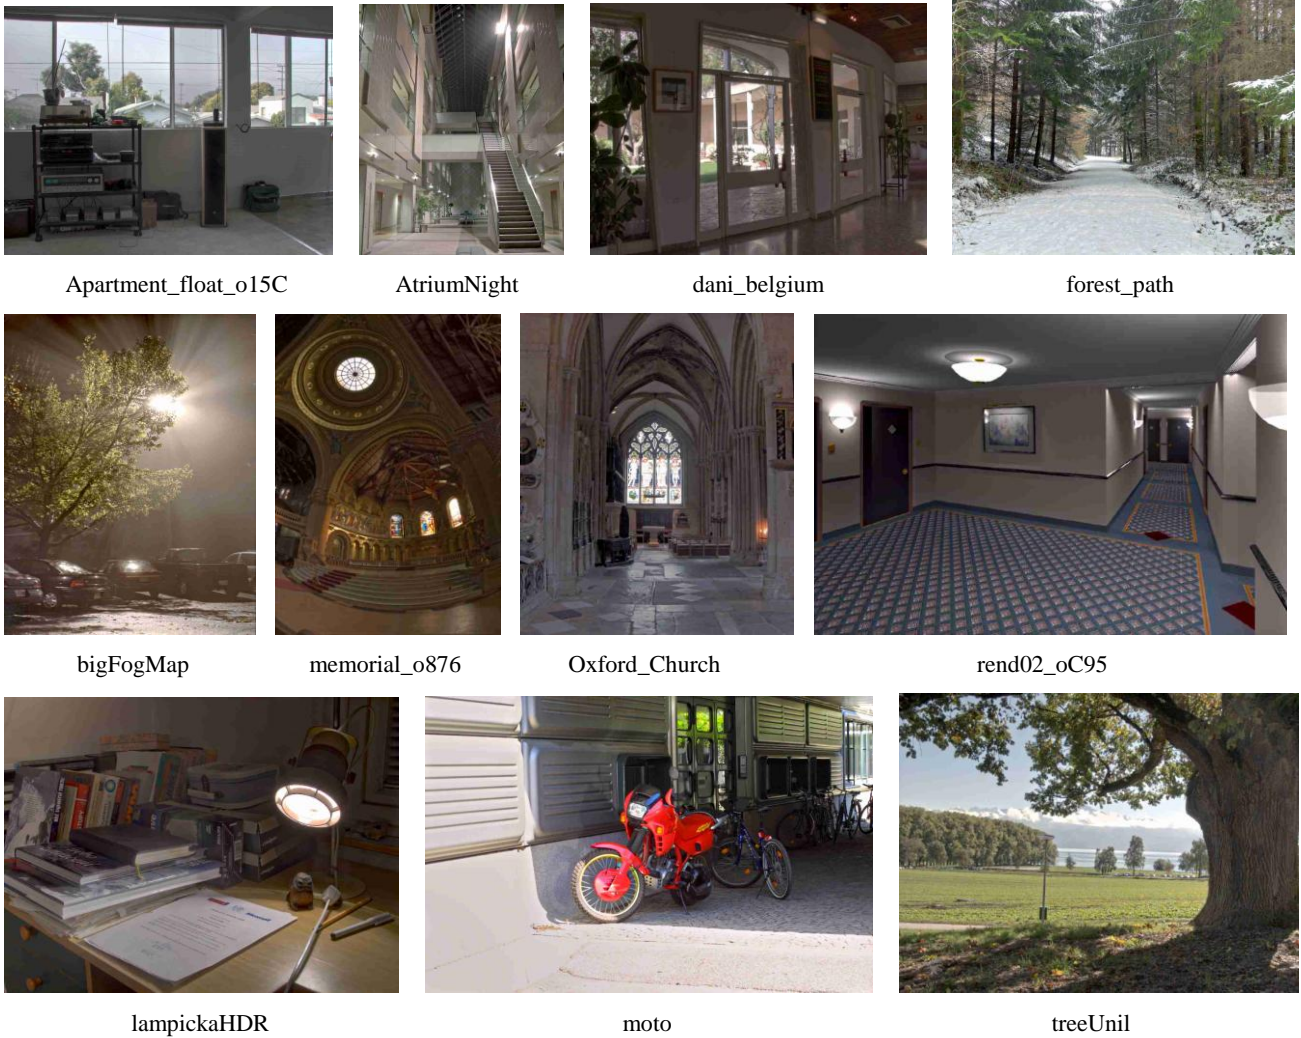 Apartment_float_o15C
AtriumNight
dani_belgium
forest_path
bigFogMap
memorial_o876
Oxford_Church
rend02_oC95
lampickaHDR
moto
treeUnil